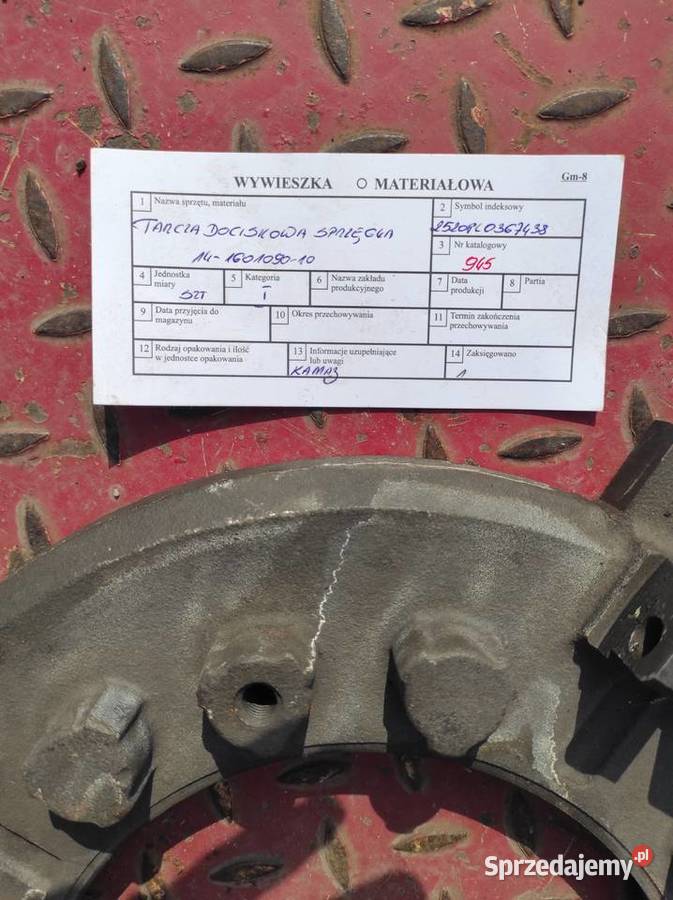 WYWIESZKA O MATERIAŁOWA
Gm-8
1 Nazwa sprzętu, materiału
TARCZA DOCISKOWA SPRZĘGŁA
14-1601090-10
2 Symbol indeksowy
2520PL0367438
3 Nr katalogowy
945
4 Jednostka
miary
SZT
5 Kategoria
I
6 Nazwa zakładu
produkcyjnego
7 Data
produkcji
8 Partia
9 Data przyjęcia do
magazynu
10 Okres przechowywania
11 Termin zakończenia
przechowywania
12 Rodzaj opakowania i ilość
w jednostce opakowania
13 Informacje uzupełniające
lub uwagi
KAMAZ
14 Zaksięgowano
1
Sprzedajemy.pl